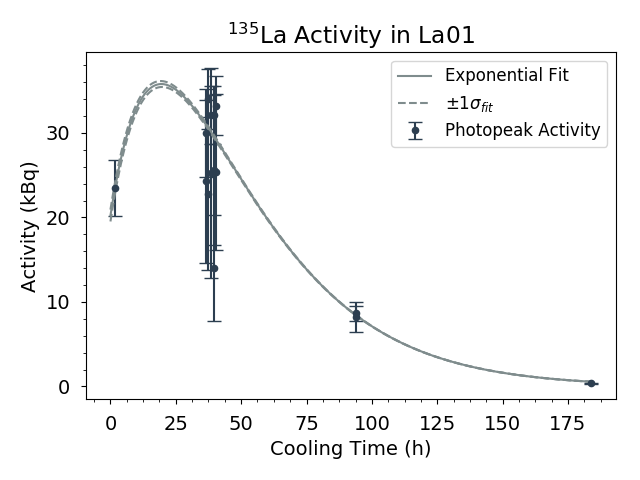 ¹³⁵La Activity in La01
Exponential Fit
±1σ_fit
Photopeak Activity
Activity (kBq)
30
20
10
0
0 25 50 75 100 125 150 175
Cooling Time (h)